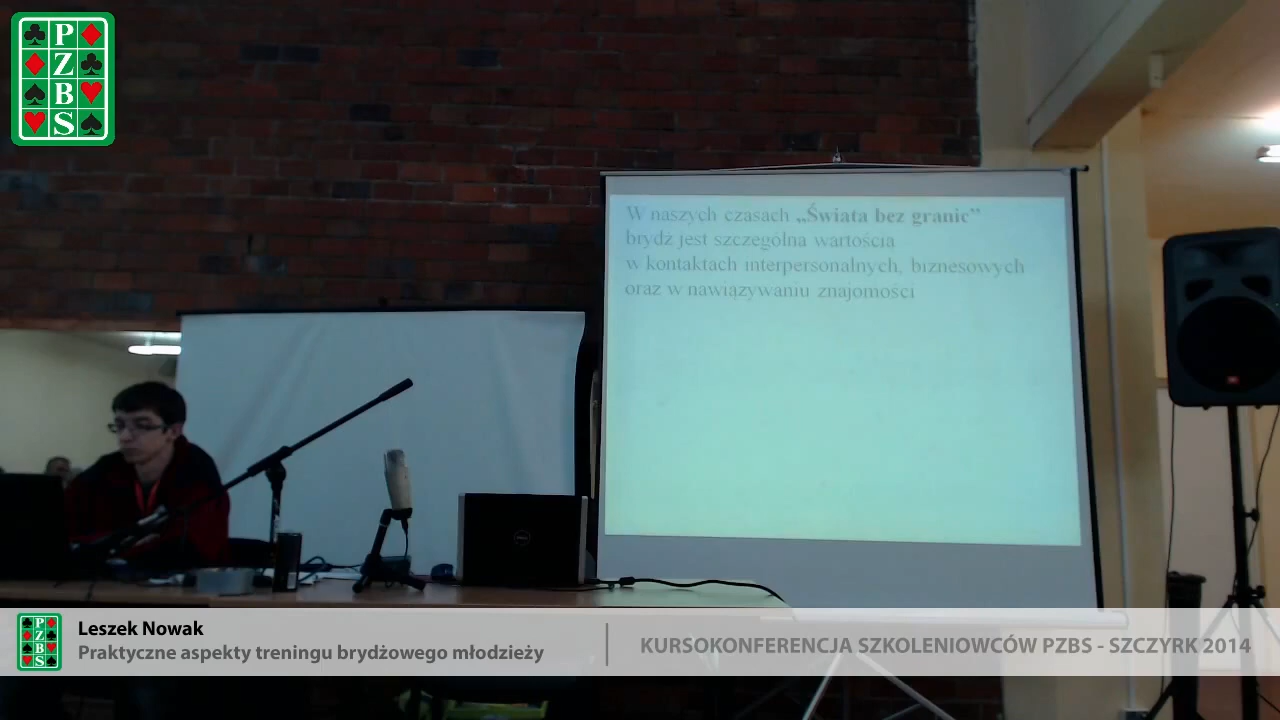 PZBS
W naszych czasach „Świata bez granic”
brydż jest szczególną wartością
w kontaktach interpersonalnych, biznesowych
oraz w nawiązywaniu znajomości
PZBS
Leszek Nowak
Praktyczne aspekty treningu brydżowego młodzieży
KURSOKONFERENCJA SZKOLENIOWCÓW PZBS - SZCZYRK 2014